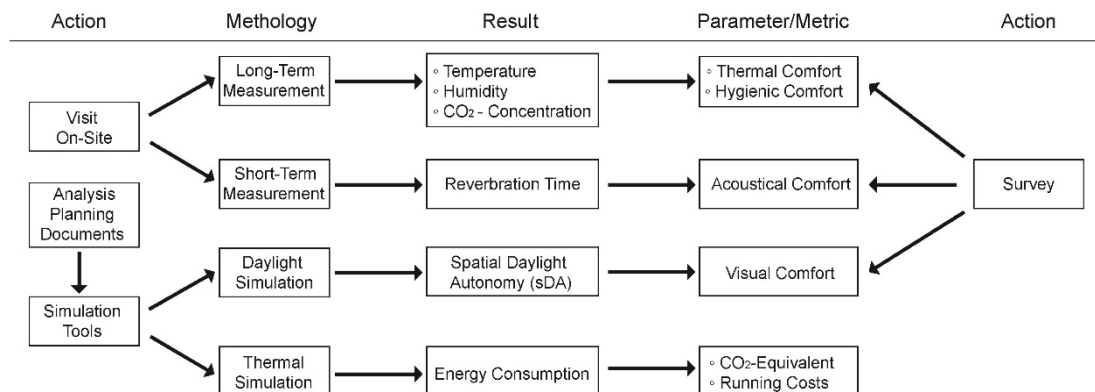 Action Methology Result Parameter/Metric Action
Long-Term
Measurement
◦ Temperature
◦ Humidity
◦ CO₂ - Concentration
◦ Thermal Comfort
◦ Hygienic Comfort
Visit
On-Site
Short-Term
Measurement
Reverbration Time
Acoustical Comfort
Survey
Analysis
Planning
Documents
Daylight
Simulation
Spatial Daylight
Autonomy (sDA)
Visual Comfort
Simulation
Tools
Thermal
Simulation
Energy Consumption
◦ CO₂-Equivalent
◦ Running Costs